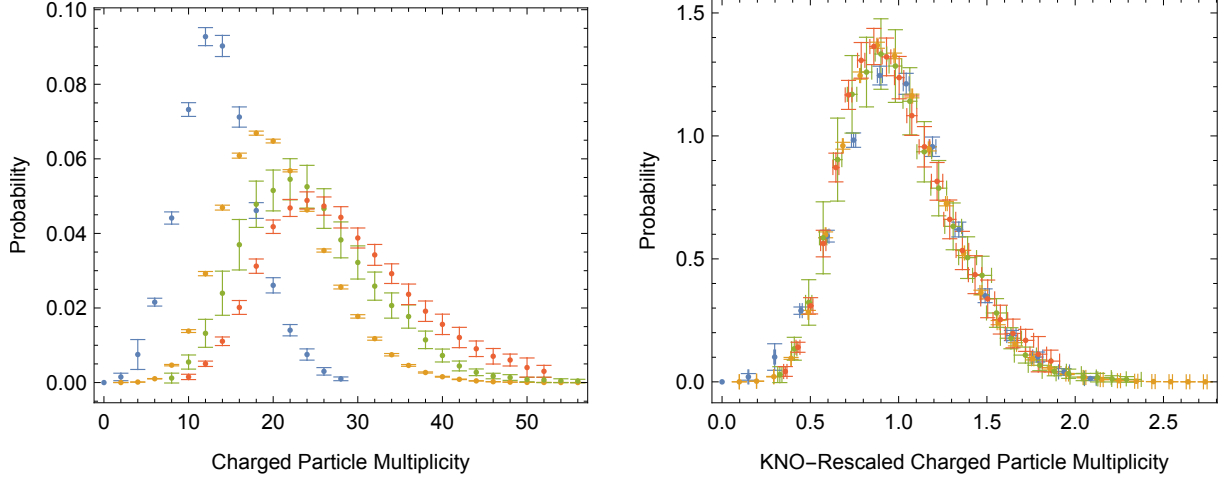 0.10
0.08
0.06
0.04
0.02
0.00
Probability
0 10 20 30 40 50
Charged Particle Multiplicity
1.5
1.0
0.5
0.0
Probability
0.0 0.5 1.0 1.5 2.0 2.5
KNO-Rescaled Charged Particle Multiplicity